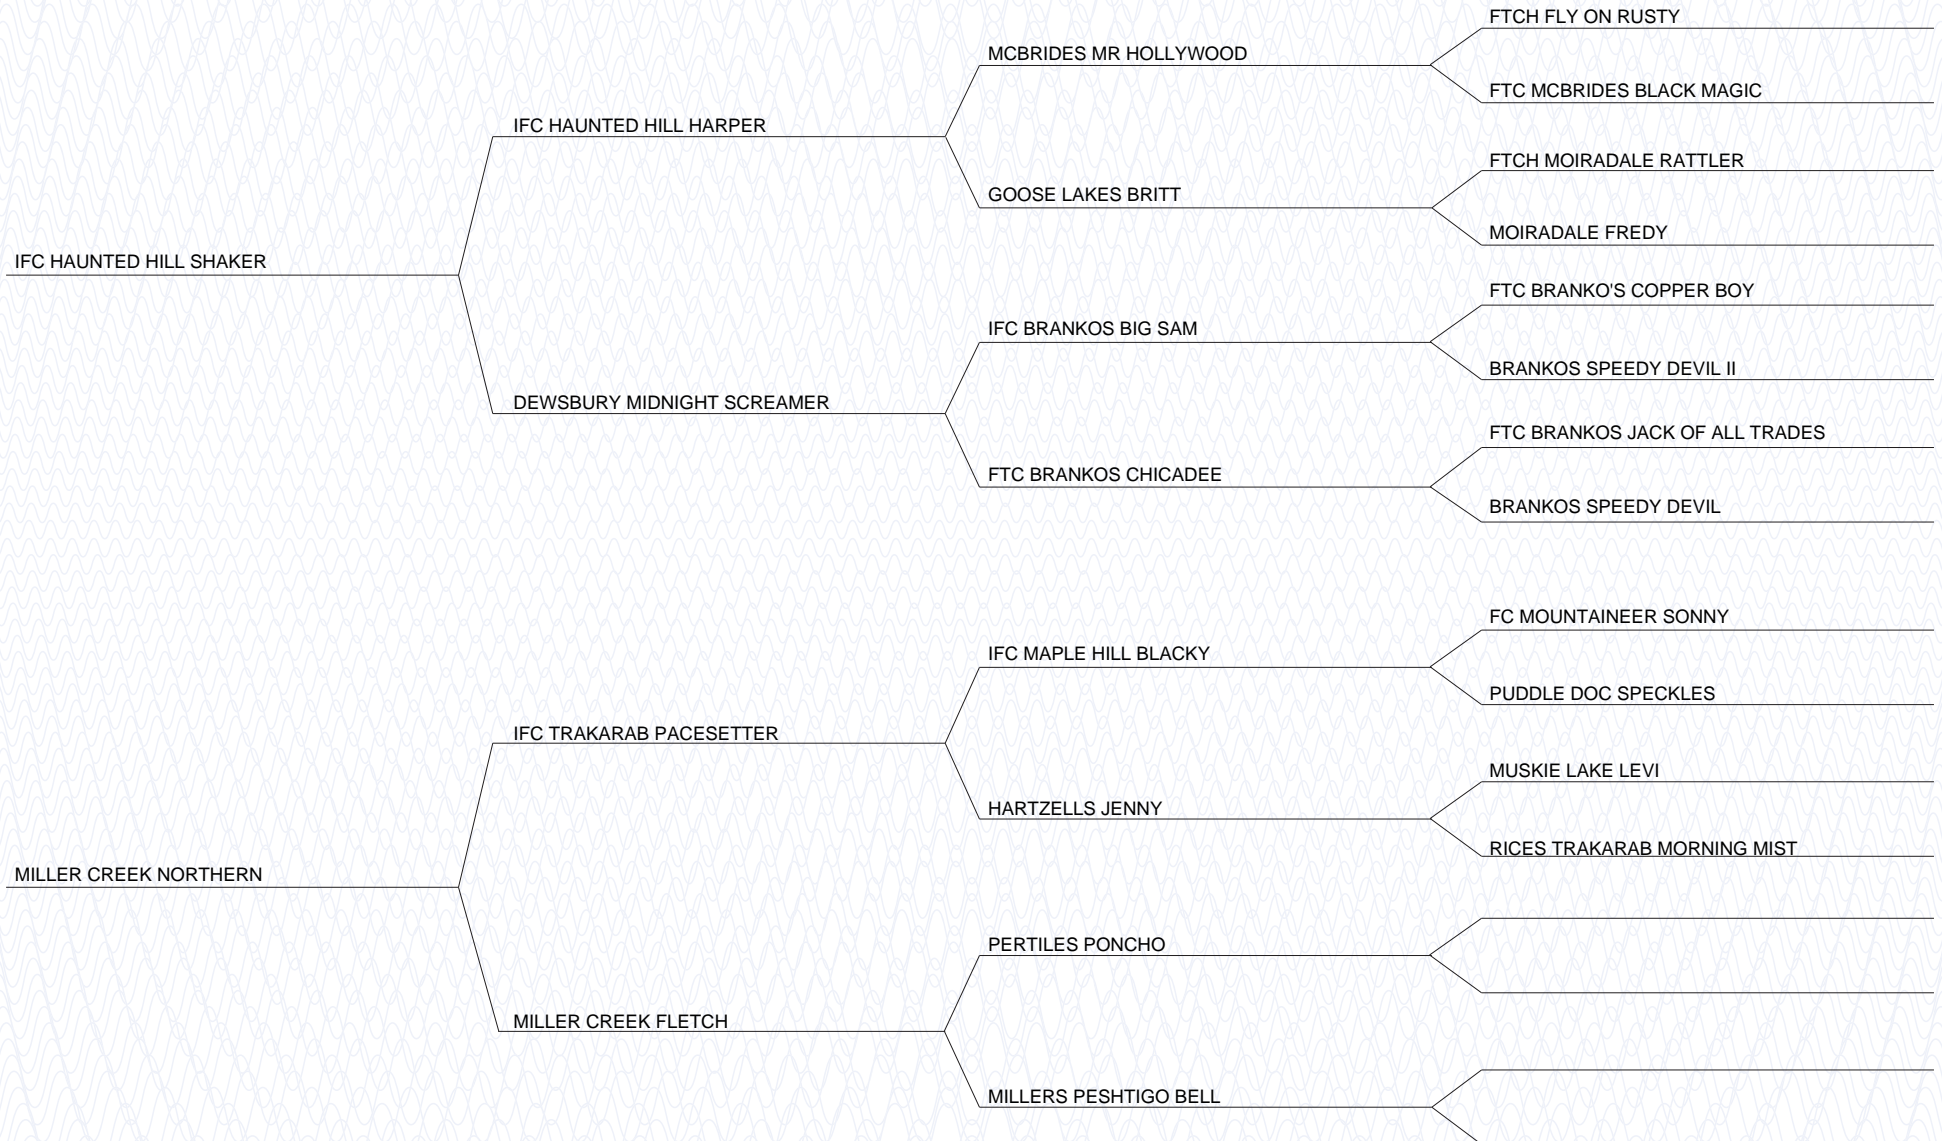 FTCH FLY ON RUSTY
MCBRIDES MR HOLLYWOOD
FTC MCBRIDES BLACK MAGIC
IFC HAUNTED HILL HARPER
FTCH MOIRADALE RATTLER
GOOSE LAKES BRITT
MOIRADALE FREDY
IFC HAUNTED HILL SHAKER
FTC BRANKO'S COPPER BOY
IFC BRANKOS BIG SAM
BRANKOS SPEEDY DEVIL II
DEWSBURY MIDNIGHT SCREAMER
FTC BRANKOS JACK OF ALL TRADES
FTC BRANKOS CHICADEE
BRANKOS SPEEDY DEVIL
FC MOUNTAINEER SONNY
IFC MAPLE HILL BLACKY
PUDDLE DOC SPECKLES
IFC TRAKARAB PACESETTER
MUSKIE LAKE LEVI
HARTZELLS JENNY
RICES TRAKARAB MORNING MIST
MILLER CREEK NORTHERN
PERTILES PONCHO
MILLER CREEK FLETCH
MILLERS PESHTIGO BELL